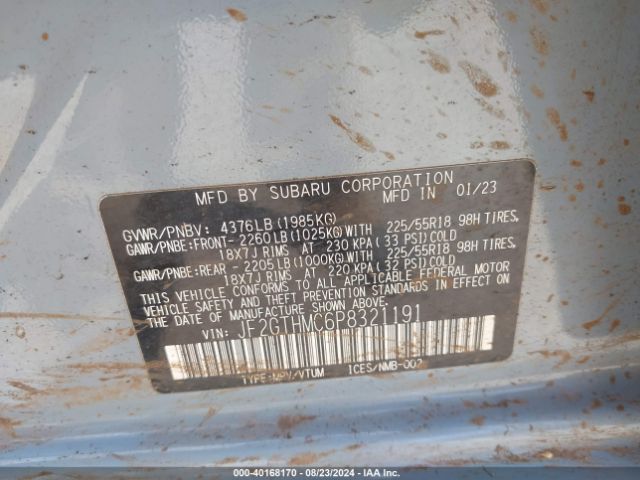 MFD BY SUBARU CORPORATION MFD IN 01/23
GVWR/PNBV: 4376LB (1985KG)
GAWR/PNBE: FRONT- 2260LB (1025KG) WITH 225/55R18 98H TIRES.
18X7J RIMS AT 230 KPA ( 33 PSI) COLD
GAWR/PNBE: REAR - 2205LB (1000KG) WITH 225/55R18 98H TIRES.
18X7J RIMS AT 220 KPA ( 32 PSI) COLD
THIS VEHICLE CONFORMS TO ALL APPLICABLE FEDERAL MOTOR
VEHICLE SAFETY, BUMPER, AND THEFT PREVENTION STANDARDS IN EFFECT ON
THE DATE OF MANUFACTURE SHOWN ABOVE.
VIN: JF2GTHMC6P8321191
TYPE:MPV/VTUM ICES/NMB-002
000-40168170 - 08/23/2024 - IAA Inc.